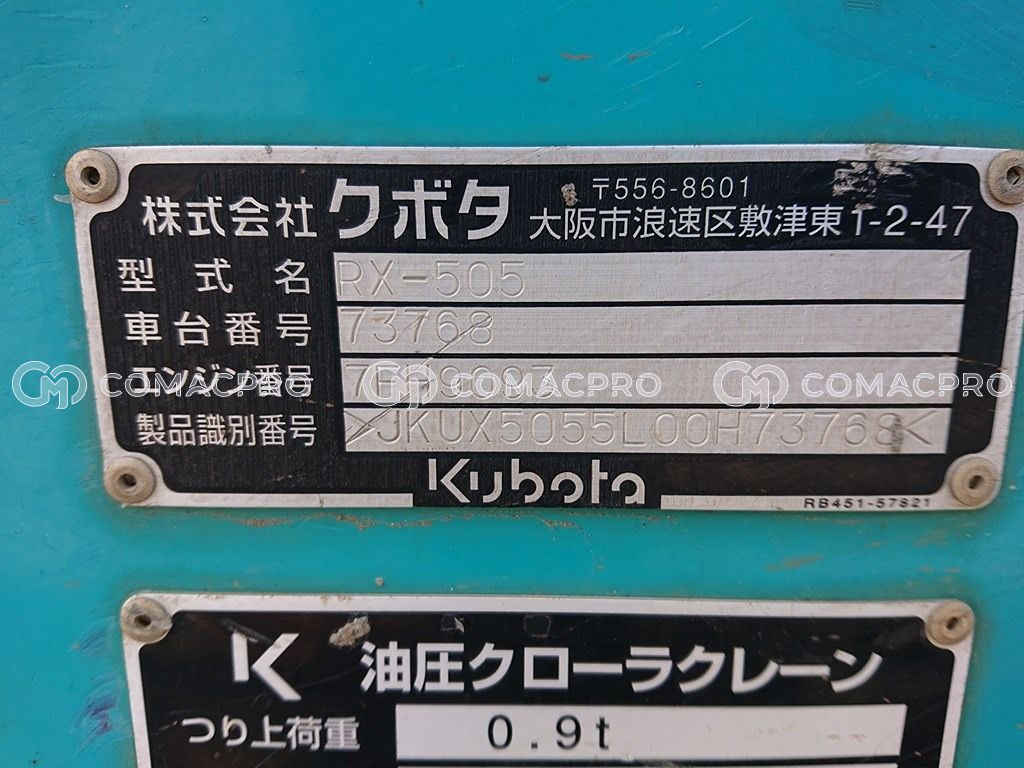 〒556-8601
株式会社 クボタ 大阪市浪速区敷津東1-2-47
型式名 RX-505
車台番号 73768
エンジン番号
製品識別番号 >JKUX5055L00H73768<
Kubota
RB451-57821
COMACPRO COMACPRO COMACPRO
K 油圧クローラクレーン
つり上荷重 0.9t